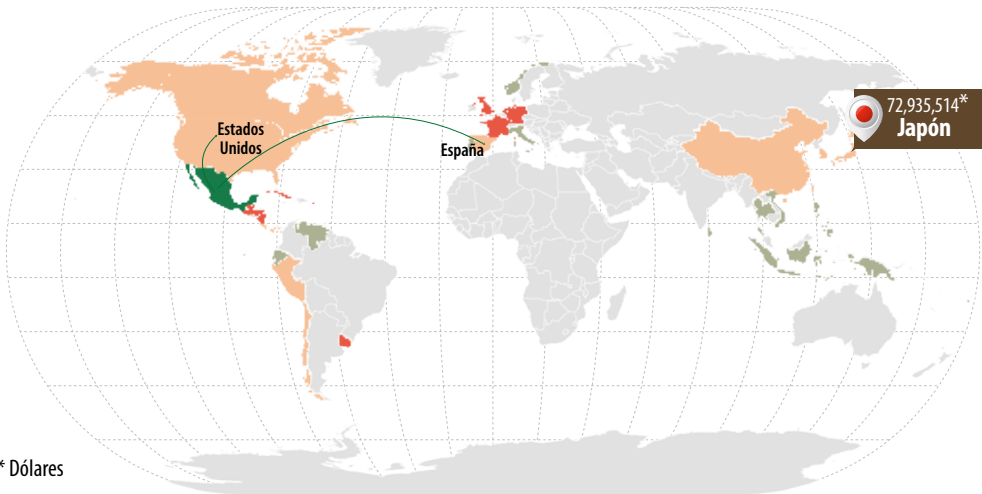 72,935,514*
Japón
Estados
Unidos
España
* Dólares